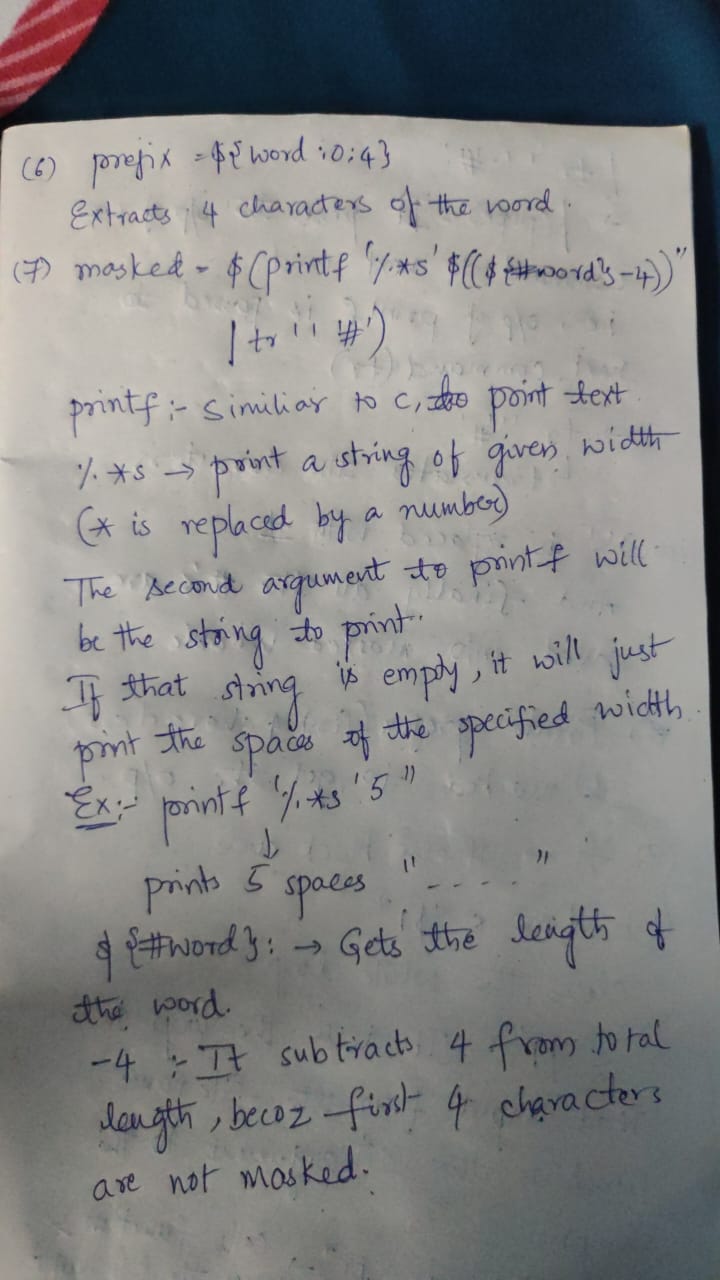 (6) prefix = ${word:0:4}
Extracts 4 characters of the word.
(7) masked = $(printf '%*s' $((${#word}-4))"
| tr '' '#')
printf :- Similiar to c, to print text
%*s → print a string of given width
(* is replaced by a number)
The second argument to printf will
be the string to print.
If that string is empty, it will just
print the spaces of the specified width
Ex:- printf '%*s' 5 "
↓
prints 5 spaces " - - - - - "
${#word}: → Gets the length of
the word.
-4 :- It subtracts 4 from total
length, becoz first 4 characters
are not masked.